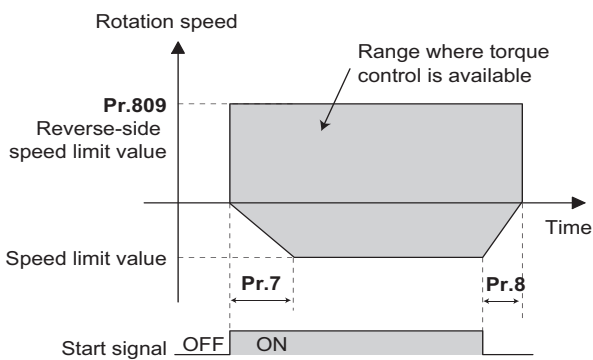 Rotation speed
Range where torque
control is available
Pr.809
Reverse-side
speed limit value
Time
Speed limit value
Pr.7
Pr.8
Start signal OFF ON